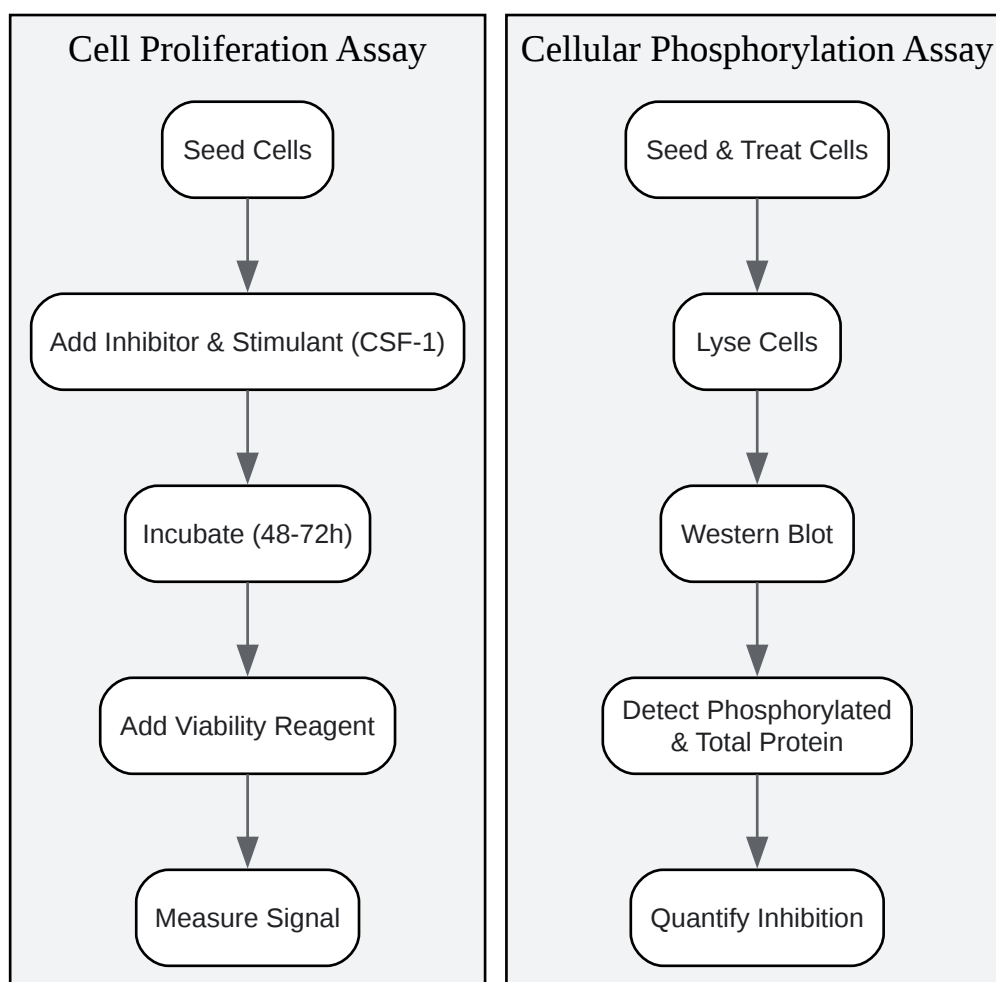 Cell Proliferation Assay
Seed Cells
Add Inhibitor & Stimulant (CSF-1)
Incubate (48-72h)
Add Viability Reagent
Measure Signal
Cellular Phosphorylation Assay
Seed & Treat Cells
Lyse Cells
Western Blot
Detect Phosphorylated
& Total Protein
Quantify Inhibition